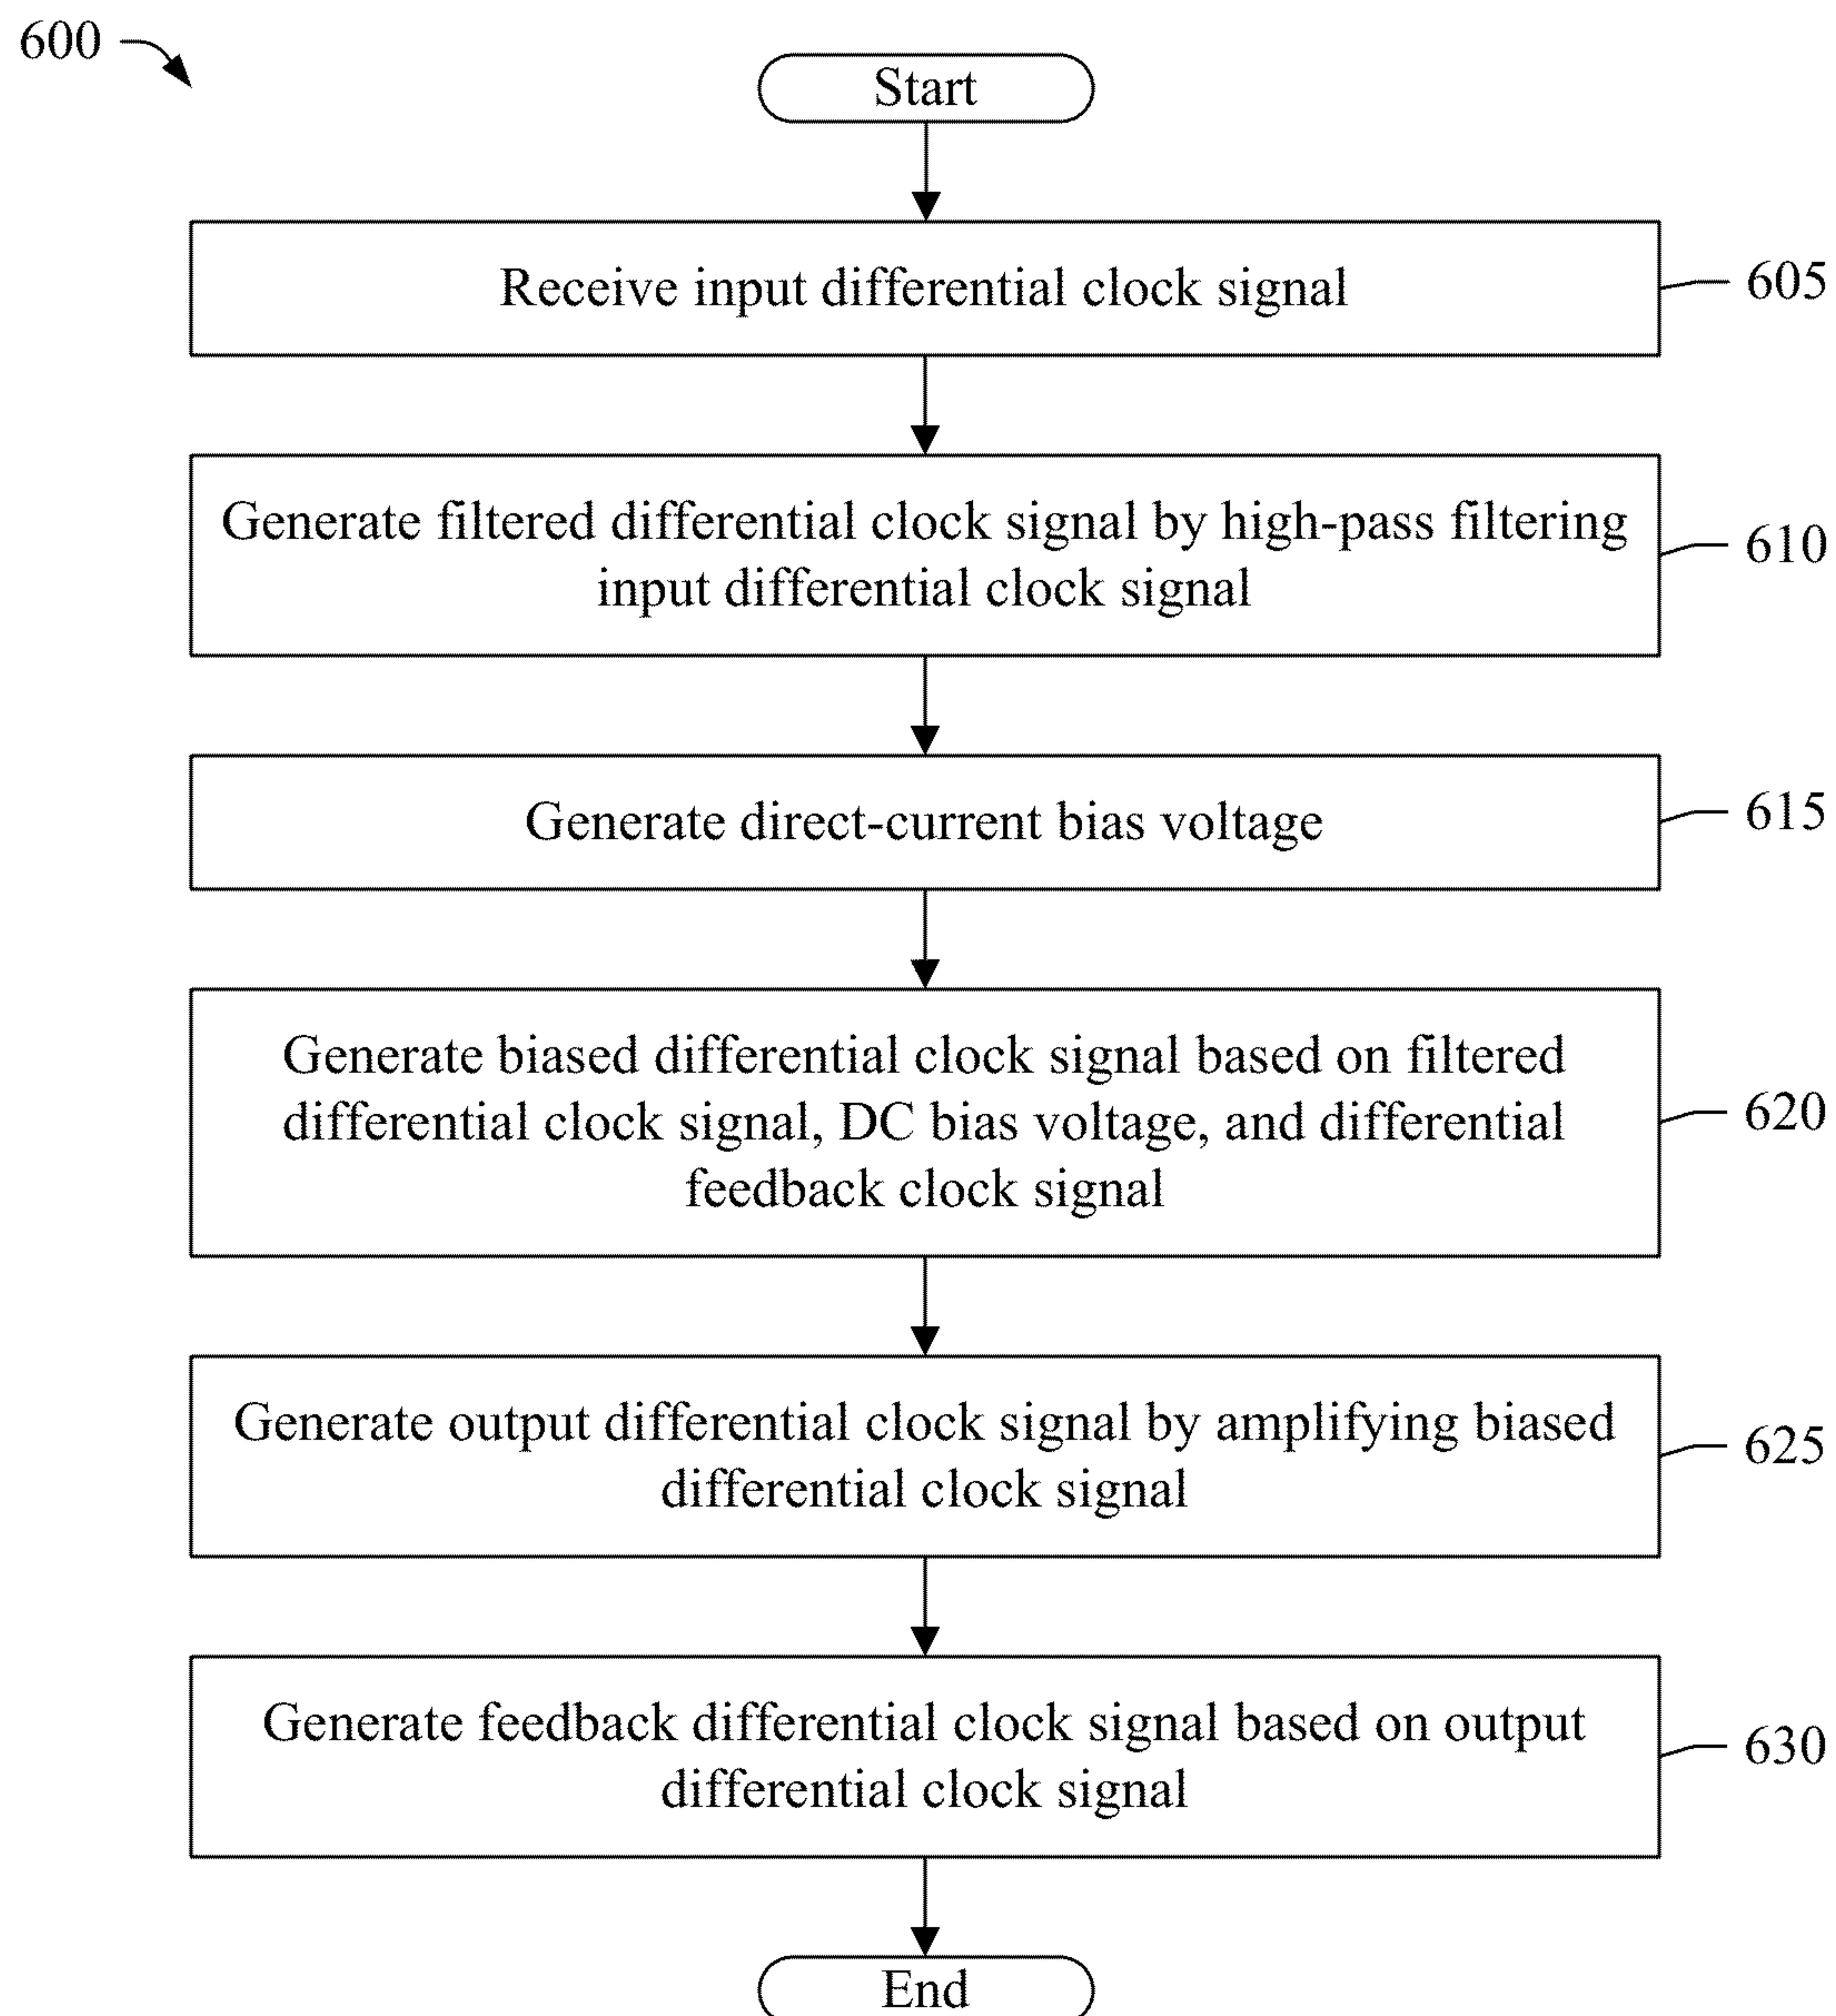 600
Start
Receive input differential clock signal
605
Generate filtered differential clock signal by high-pass filtering
input differential clock signal
610
Generate direct-current bias voltage
615
Generate biased differential clock signal based on filtered
differential clock signal, DC bias voltage, and differential
feedback clock signal
620
Generate output differential clock signal by amplifying biased
differential clock signal
625
Generate feedback differential clock signal based on output
differential clock signal
630
End